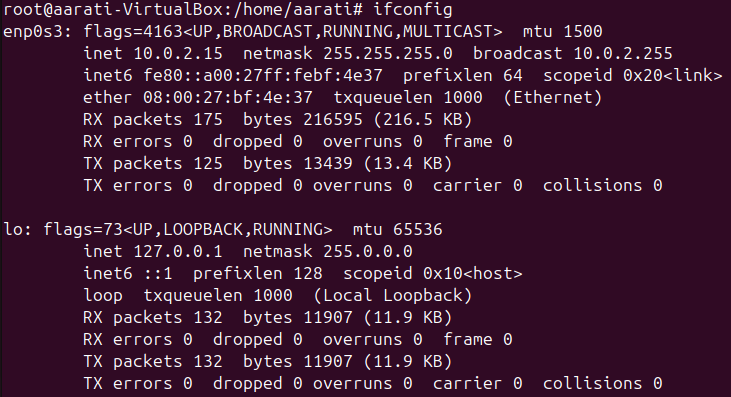 root@aarati-VirtualBox:/home/aarati# ifconfig
enp0s3: flags=4163<UP,BROADCAST,RUNNING,MULTICAST>  mtu 1500
        inet 10.0.2.15  netmask 255.255.255.0  broadcast 10.0.2.255
        inet6 fe80::a00:27ff:febf:4e37  prefixlen 64  scopeid 0x20<link>
        ether 08:00:27:bf:4e:37  txqueuelen 1000  (Ethernet)
        RX packets 175  bytes 216595 (216.5 KB)
        RX errors 0  dropped 0  overruns 0  frame 0
        TX packets 125  bytes 13439 (13.4 KB)
        TX errors 0  dropped 0 overruns 0  carrier 0  collisions 0

lo: flags=73<UP,LOOPBACK,RUNNING>  mtu 65536
        inet 127.0.0.1  netmask 255.0.0.0
        inet6 ::1  prefixlen 128  scopeid 0x10<host>
        loop  txqueuelen 1000  (Local Loopback)
        RX packets 132  bytes 11907 (11.9 KB)
        RX errors 0  dropped 0  overruns 0  frame 0
        TX packets 132  bytes 11907 (11.9 KB)
        TX errors 0  dropped 0 overruns 0  carrier 0  collisions 0